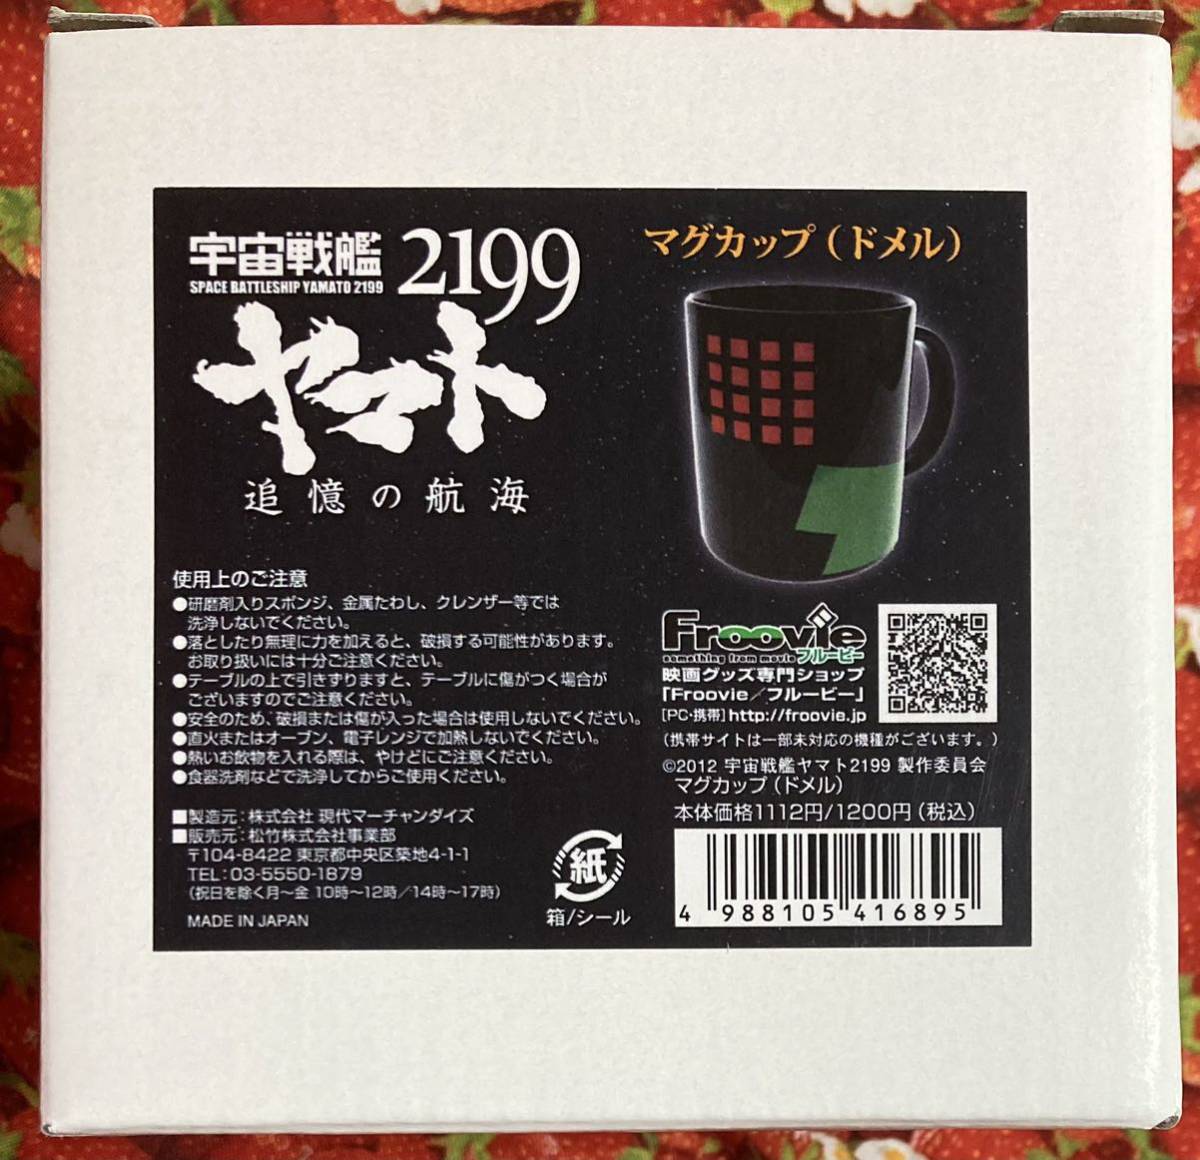 宇宙戦艦 2199
SPACE BATTLESHIP YAMATO 2199
ヤマト
追憶の航海
マグカップ(ドメル)
使用上のご注意
●研磨剤入りスポンジ、金属たわし、クレンザー等では
洗浄しないでください。
●落としたり無理に力を加えると、破損する可能性があります。
お取り扱いには十分ご注意ください。
●テーブルの上で引きずりますと、テーブルに傷がつく場合が
ございますのでご注意ください。
●安全のため、破損または傷が入った場合は使用しないでください。
●直火またはオーブン、電子レンジで加熱しないでください。
●熱いお飲物を入れる際は、やけどにご注意ください。
●食器洗剤などで洗浄してからご使用ください。
■製造元:株式会社 現代マーチャンダイズ
■販売元:松竹株式会社事業部
〒104-8422 東京都中央区築地4-1-1
TEL:03-5550-1879
(祝日を除く月〜金 10時〜12時/14時〜17時)
MADE IN JAPAN
紙
箱/シール
Froovie
something from movie フルービー
映画グッズ専門ショップ
「Froovie/フルービー」
[PC・携帯]http://froovie.jp
(携帯サイトは一部未対応の機種がございます。)
©2012 宇宙戦艦ヤマト2199 製作委員会
マグカップ(ドメル)
本体価格1112円/1200円(税込)
4 988105 416895